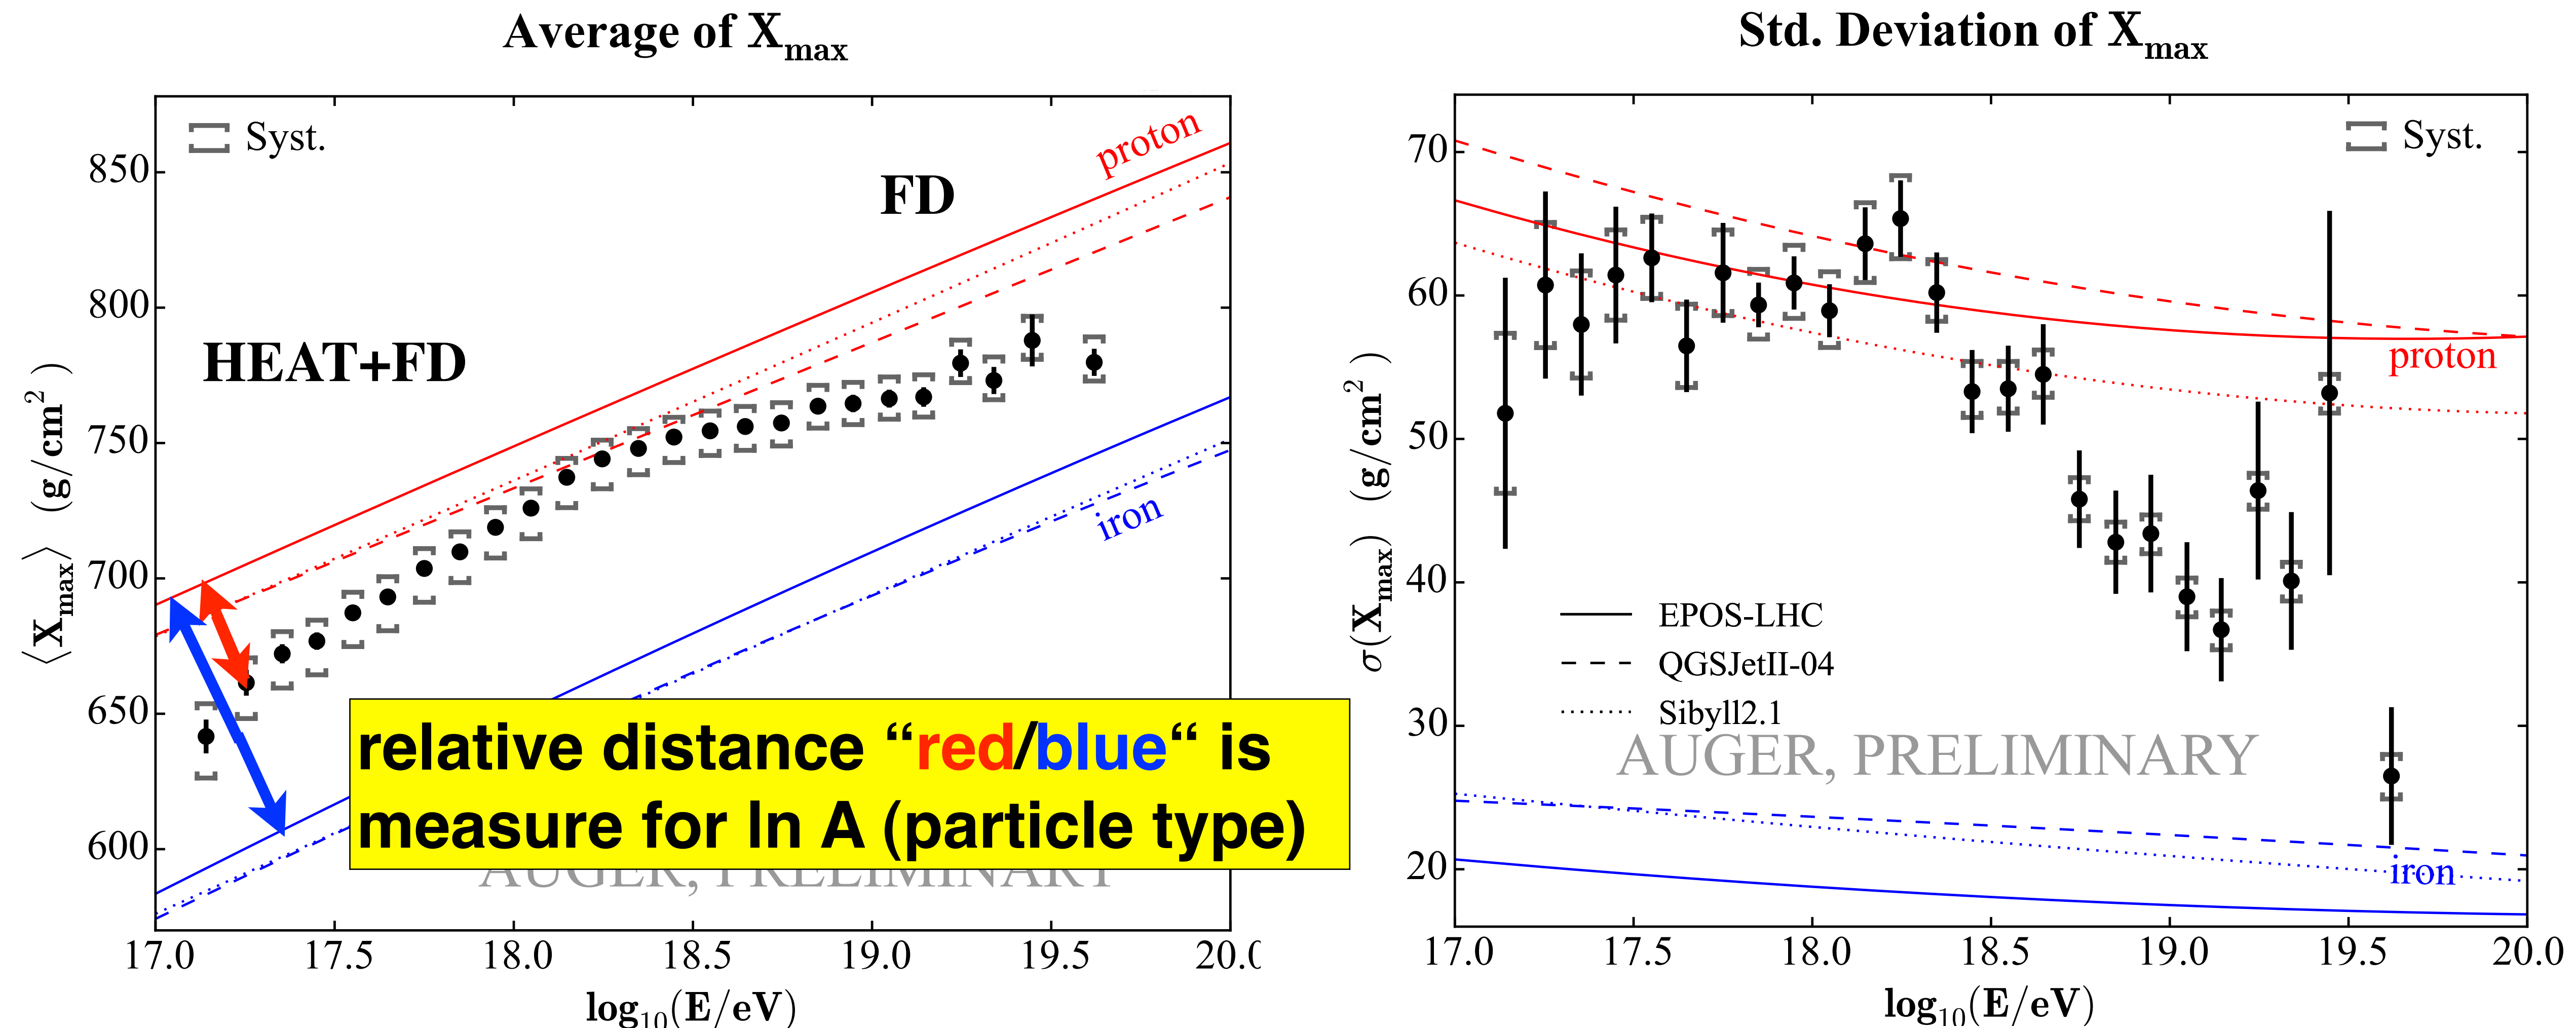 Average of Xmax
Syst.
850
800
750
700
650
600
⟨Xmax⟩ (g/cm²)
proton
FD
HEAT+FD
iron
relative distance “red/blue“ is
measure for ln A (particle type)
AUGER, PRELIMINARY
17.0 17.5 18.0 18.5 19.0 19.5 20.0
log10(E/eV)
Std. Deviation of Xmax
Syst.
70
60
50
40
30
20
σ(Xmax) (g/cm²)
proton
EPOS-LHC
QGSJetII-04
Sibyll2.1
AUGER, PRELIMINARY
iron
17.0 17.5 18.0 18.5 19.0 19.5 20.0
log10(E/eV)